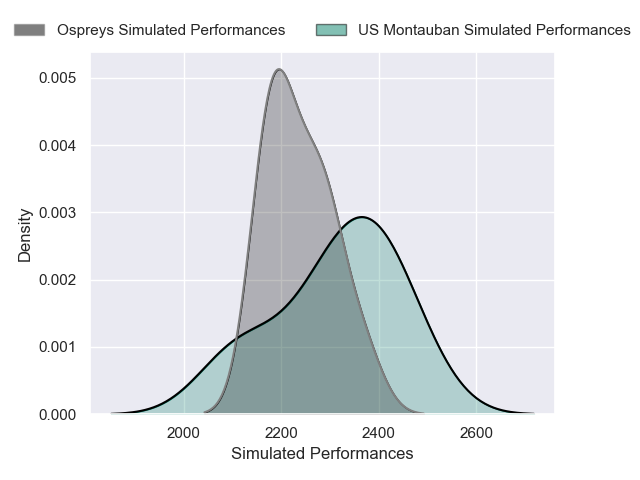 Ospreys Simulated Performances US Montauban Simulated Performances
0.005
0.004
0.003
0.002
0.001
0.000
Density
2000 2200 2400 2600
Simulated Performances